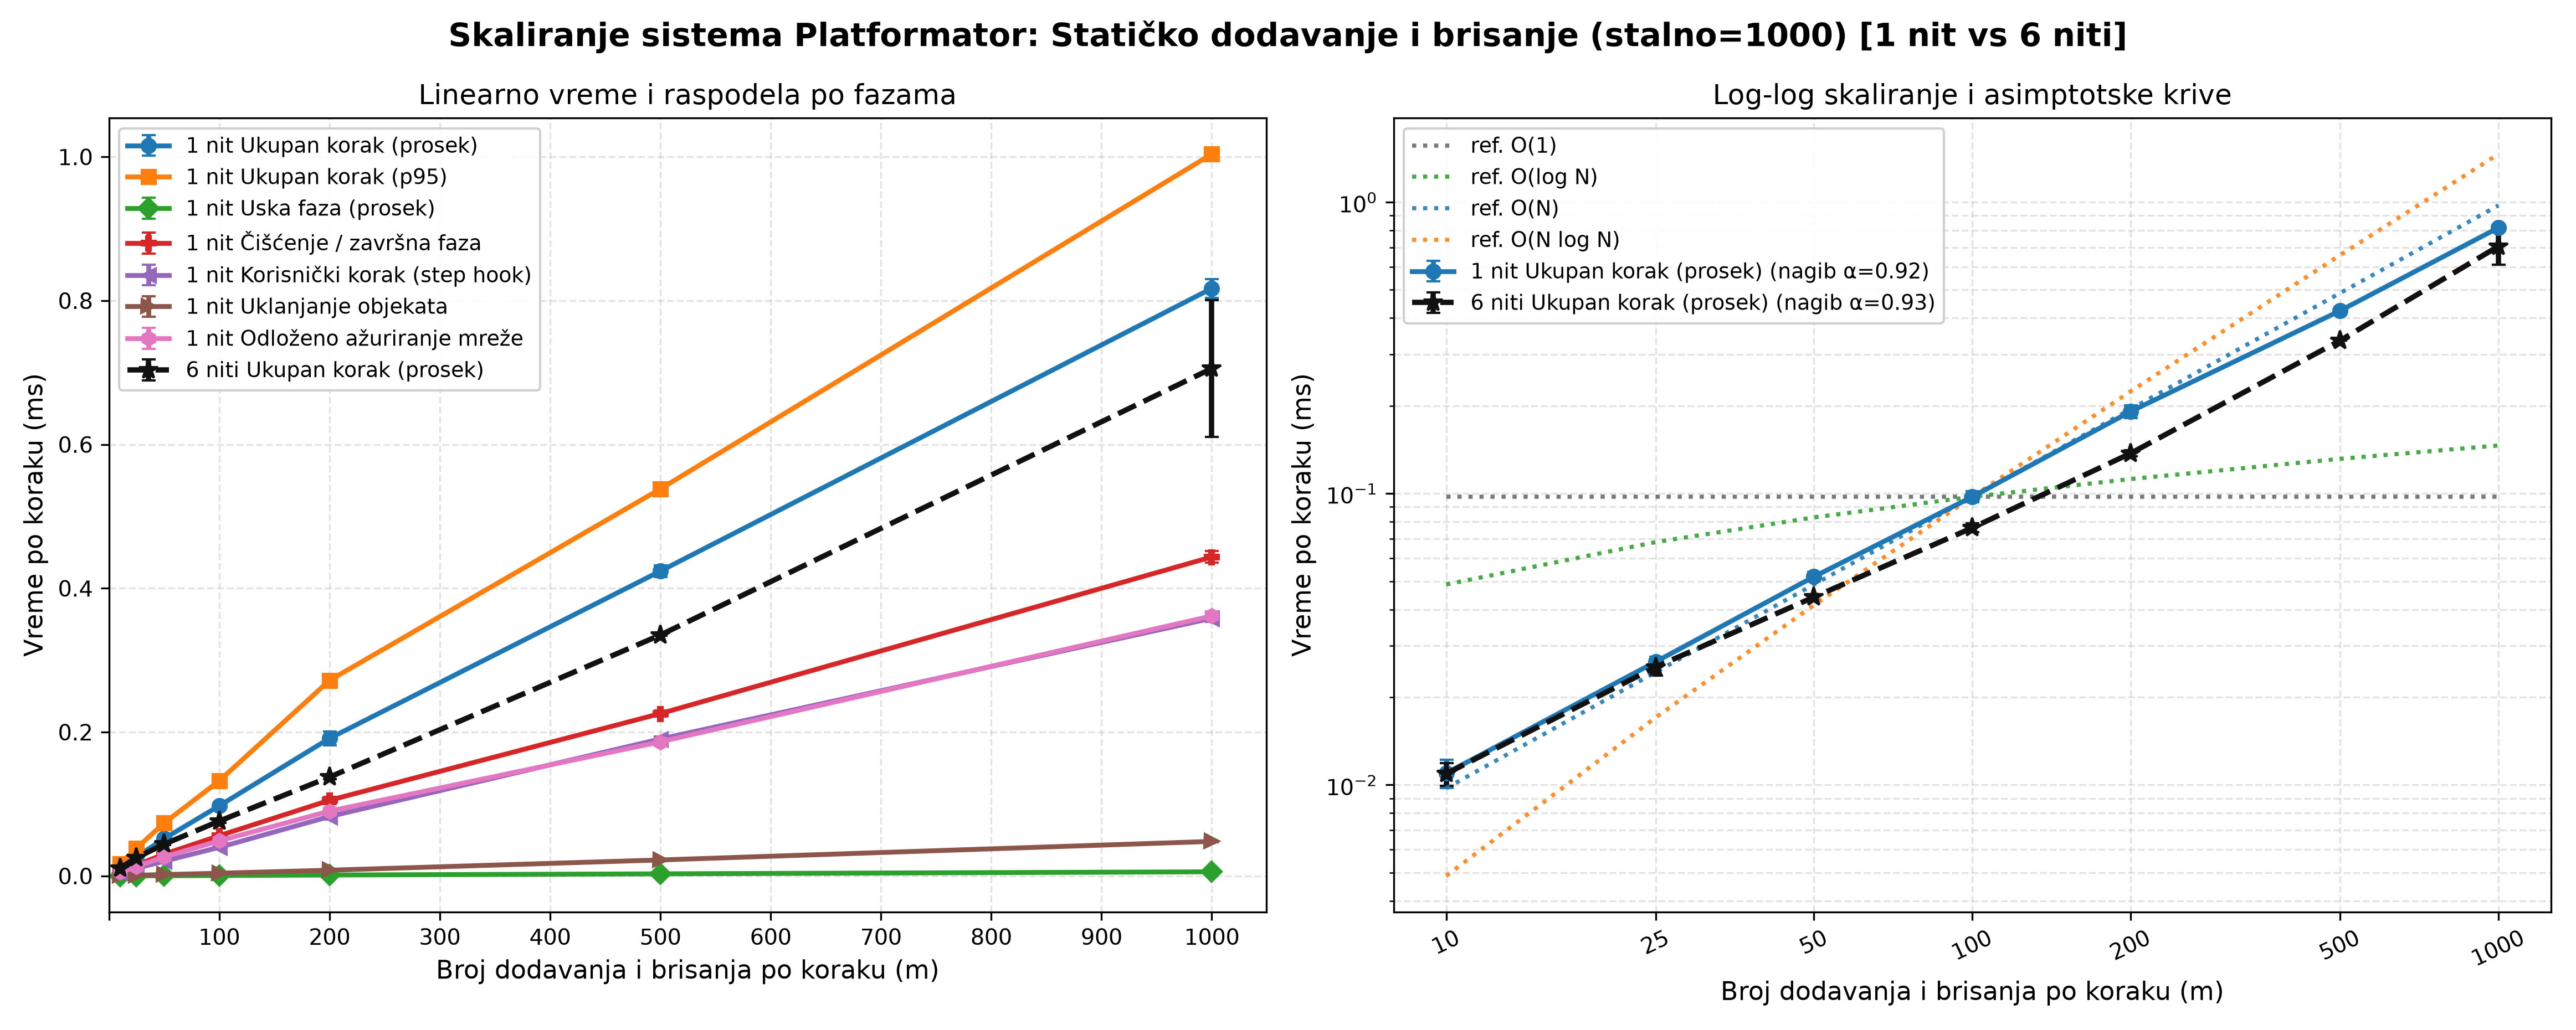 Skaliranje sistema Platformator: Statičko dodavanje i brisanje (stalno=1000) [1 nit vs 6 niti]
Linearno vreme i raspodela po fazama
1 nit Ukupan korak (prosek)
1 nit Ukupan korak (p95)
1 nit Uska faza (prosek)
1 nit Čišćenje / završna faza
1 nit Korisnički korak (step hook)
1 nit Uklanjanje objekata
1 nit Odloženo ažuriranje mreže
6 niti Ukupan korak (prosek)
Vreme po koraku (ms)
1.0
0.8
0.6
0.4
0.2
0.0
100 200 300 400 500 600 700 800 900 1000
Broj dodavanja i brisanja po koraku (m)
Log-log skaliranje i asimptotske krive
ref. O(1)
ref. O(log N)
ref. O(N)
ref. O(N log N)
1 nit Ukupan korak (prosek) (nagib α=0.92)
6 niti Ukupan korak (prosek) (nagib α=0.93)
Vreme po koraku (ms)
10⁰
10⁻¹
10⁻²
10 25 50 100 200 500 1000
Broj dodavanja i brisanja po koraku (m)